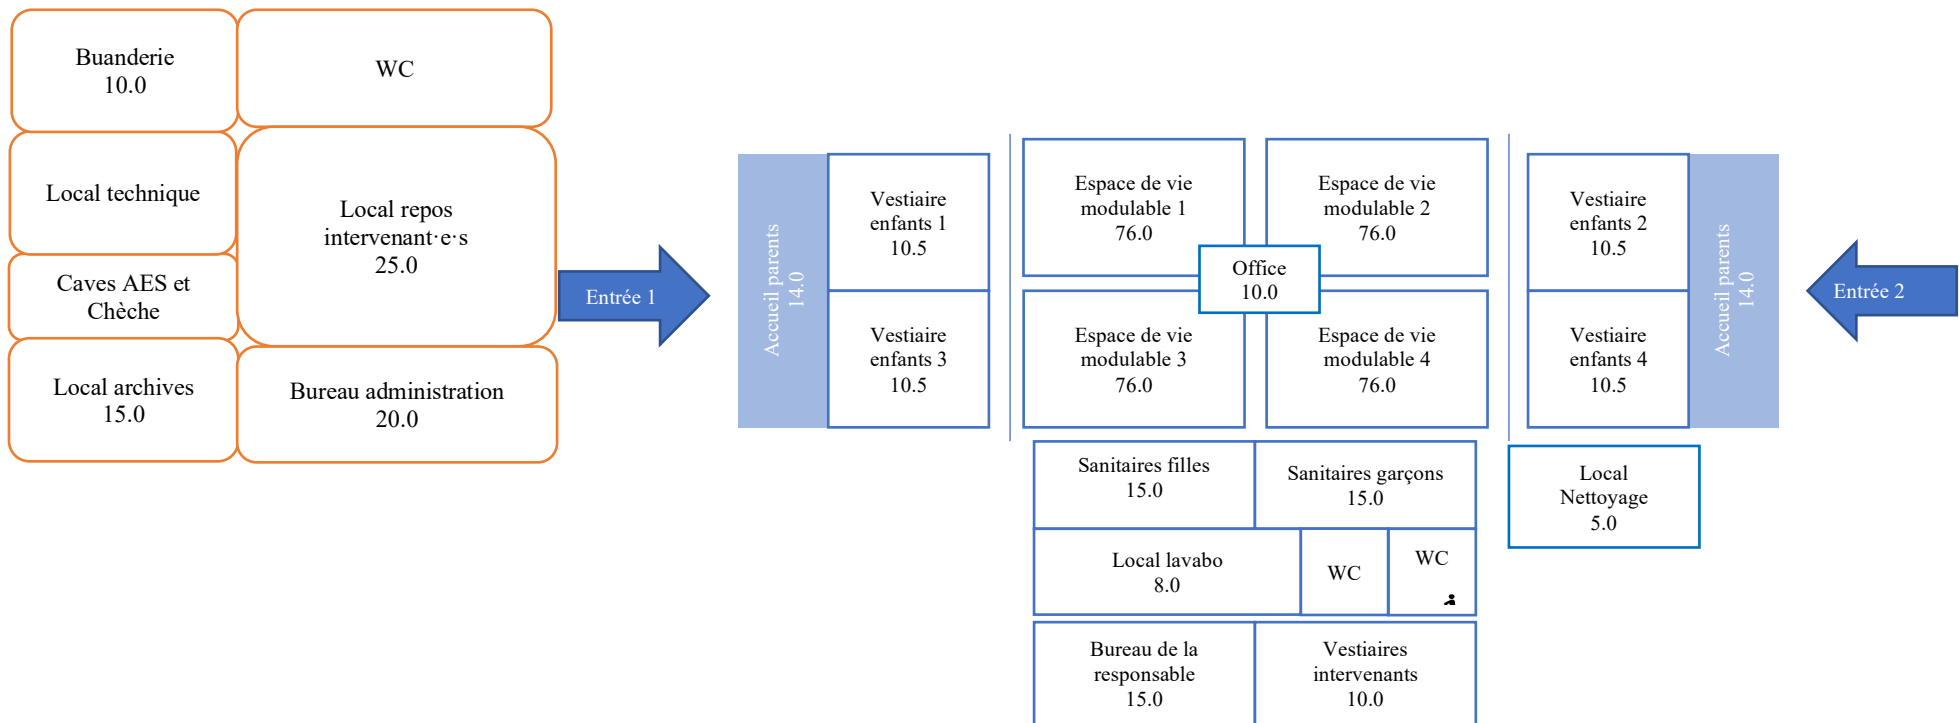 Buanderie
10.0
WC
Local technique
Local repos
intervenant·e·s
25.0
Caves AES et
Chèche
Local archives
15.0
Bureau administration
20.0
Entrée 1
Accueil parents
14.0
Vestiaire
enfants 1
10.5
Vestiaire
enfants 3
10.5
Espace de vie
modulable 1
76.0
Espace de vie
modulable 2
76.0
Office
10.0
Espace de vie
modulable 3
76.0
Espace de vie
modulable 4
76.0
Vestiaire
enfants 2
10.5
Vestiaire
enfants 4
10.5
Accueil parents
14.0
Entrée 2
Sanitaires filles
15.0
Sanitaires garçons
15.0
Local
Nettoyage
5.0
Local lavabo
8.0
WC
WC
Bureau de la
responsable
15.0
Vestiaires
intervenants
10.0